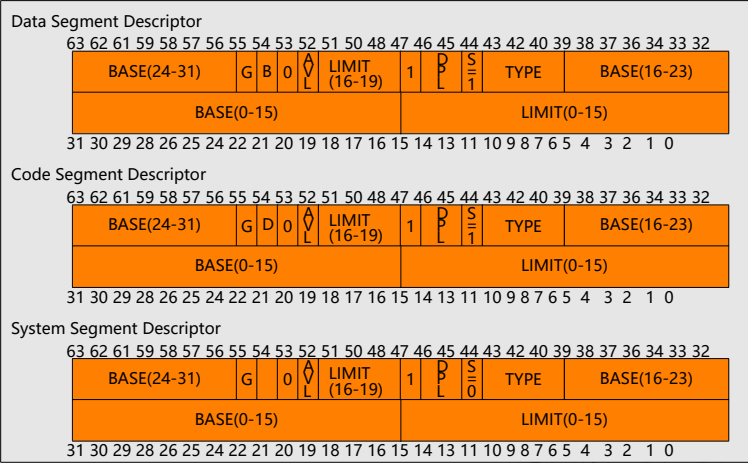 Data Segment Descriptor
63 62 61 59 58 57 56 55 54 53 52 51 50 48 47 46 45 44 43 42 40 39 38 37 36 34 33 32
BASE(24-31) G B 0 AVL LIMIT (16-19) 1 DPL S=1 TYPE BASE(16-23)
BASE(0-15) LIMIT(0-15)
31 30 29 28 26 25 24 22 21 20 19 18 17 16 15 14 13 11 10 9 8 7 6 5 4 3 2 1 0
Code Segment Descriptor
63 62 61 59 58 57 56 55 54 53 52 51 50 48 47 46 45 44 43 42 40 39 38 37 36 34 33 32
BASE(24-31) G D 0 AVL LIMIT (16-19) 1 DPL S=1 TYPE BASE(16-23)
BASE(0-15) LIMIT(0-15)
31 30 29 28 26 25 24 22 21 20 19 18 17 16 15 14 13 11 10 9 8 7 6 5 4 3 2 1 0
System Segment Descriptor
63 62 61 59 58 57 56 55 54 53 52 51 50 48 47 46 45 44 43 42 40 39 38 37 36 34 33 32
BASE(24-31) G 0 AVL LIMIT (16-19) 1 DPL S=0 TYPE BASE(16-23)
BASE(0-15) LIMIT(0-15)
31 30 29 28 26 25 24 22 21 20 19 18 17 16 15 14 13 11 10 9 8 7 6 5 4 3 2 1 0